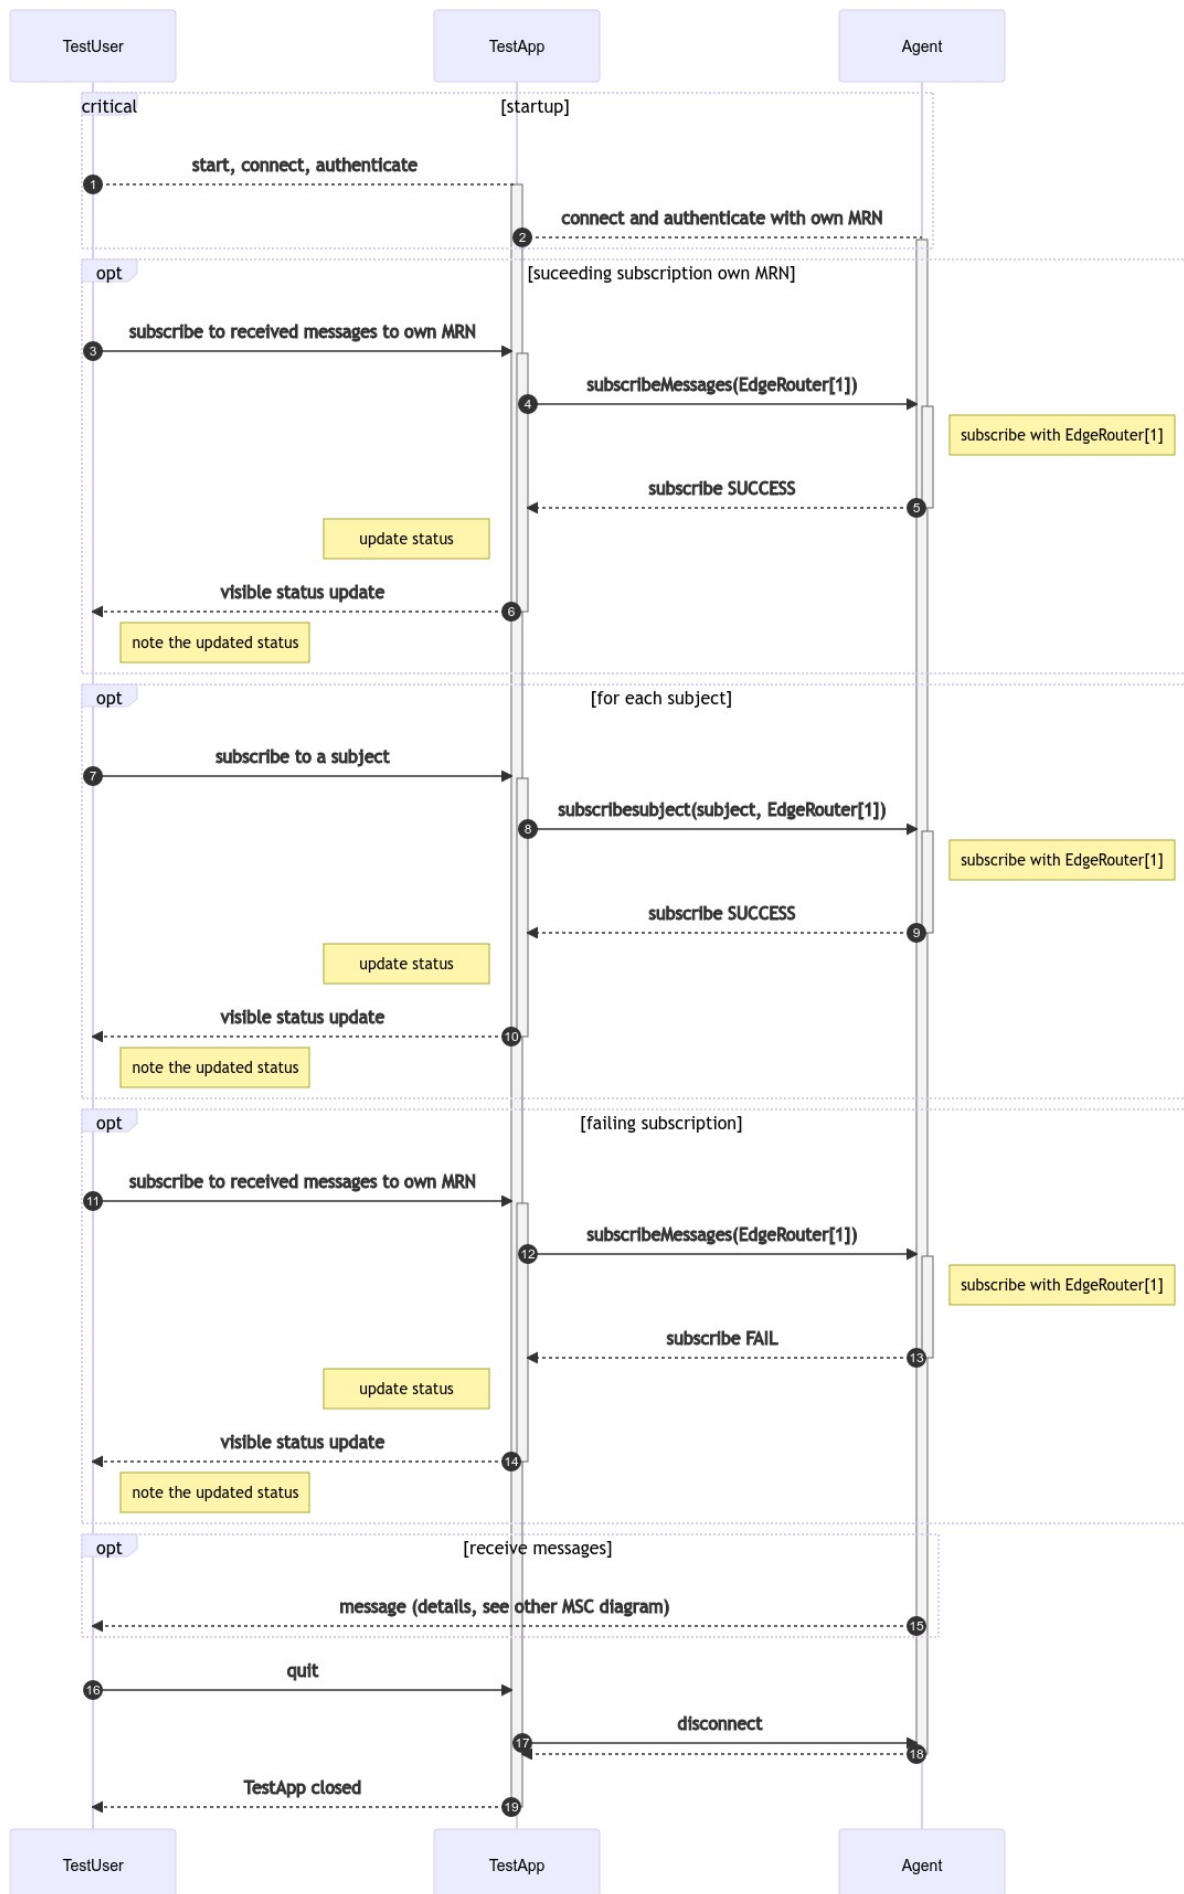 TestUser
TestApp
Agent
critical
[startup]
start, connect, authenticate
1
connect and authenticate with own MRN
2
opt
[suceeding subscription own MRN]
subscribe to received messages to own MRN
3
subscribeMessages(EdgeRouter[1])
4
subscribe with EdgeRouter[1]
subscribe SUCCESS
5
update status
visible status update
6
note the updated status
opt
[for each subject]
subscribe to a subject
7
subscribesubject(subject, EdgeRouter[1])
8
subscribe with EdgeRouter[1]
subscribe SUCCESS
9
update status
visible status update
10
note the updated status
opt
[failing subscription]
subscribe to received messages to own MRN
11
subscribeMessages(EdgeRouter[1])
12
subscribe with EdgeRouter[1]
subscribe FAIL
13
update status
visible status update
14
note the updated status
opt
[receive messages]
message (details, see other MSC diagram)
15
quit
16
disconnect
17
18
TestApp closed
19
TestUser
TestApp
Agent